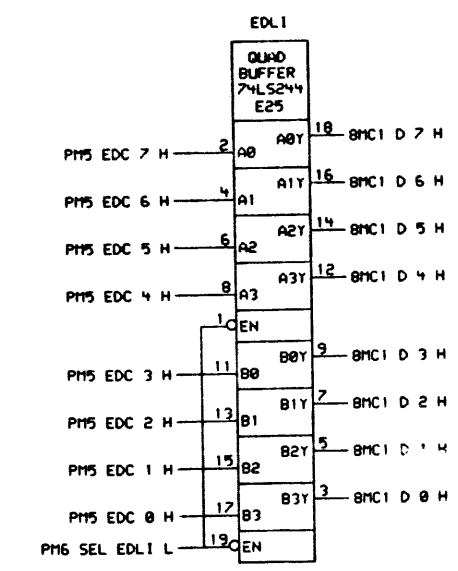 EDLI
QUAD
BUFFER
74LS244
E25
PM5 EDC 7 H 2 A0 A0Y 18 8MC1 D 7 H
PM5 EDC 6 H 4 A1 A1Y 16 8MC1 D 6 H
PM5 EDC 5 H 6 A2 A2Y 14 8MC1 D 5 H
PM5 EDC 4 H 8 A3 A3Y 12 8MC1 D 4 H
1 EN
PM5 EDC 3 H 11 B0 B0Y 9 8MC1 D 3 H
PM5 EDC 2 H 13 B1 B1Y 7 8MC1 D 2 H
PM5 EDC 1 H 15 B2 B2Y 5 8MC1 D 1 H
PM5 EDC 0 H 17 B3 B3Y 3 8MC1 D 0 H
PM6 SEL EDLI L 19 EN